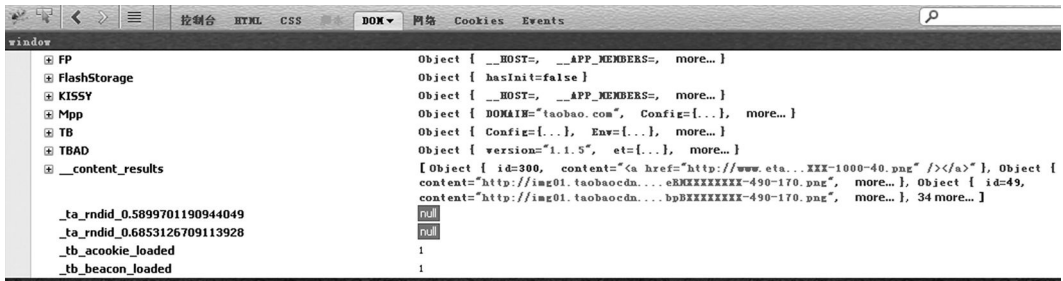 控制台 HTML CSS DOM 网络 Cookies Events
window
FP Object { __HOST=, __APP_MEMBERS=, more... }
FlashStorage Object { hasInit=false }
KISSY Object { __HOST=, __APP_MEMBERS=, more... }
Mpp Object { DOMAIN="taobao.com", Config={...}, more... }
TB Object { Config={...}, Env={...}, more... }
TBAD Object { version="1.1.5", et={...}, more... }
__content_results [ Object { id=300, content="<a href="http://www.eta...XXX-1000-40.png" /></a>" }, Object {
content="http://img01.taobaocdn....eBMXXXXXXXX-490-170.png", more... }, Object { id=49,
content="http://img01.taobaocdn....bpBXXXXXXXX-490-170.png", more... }, 34 more... ]
_ta_rndid_0.5899701190944049 null
_ta_rndid_0.6853126709113928 null
_tb_acookie_loaded 1
_tb_beacon_loaded 1